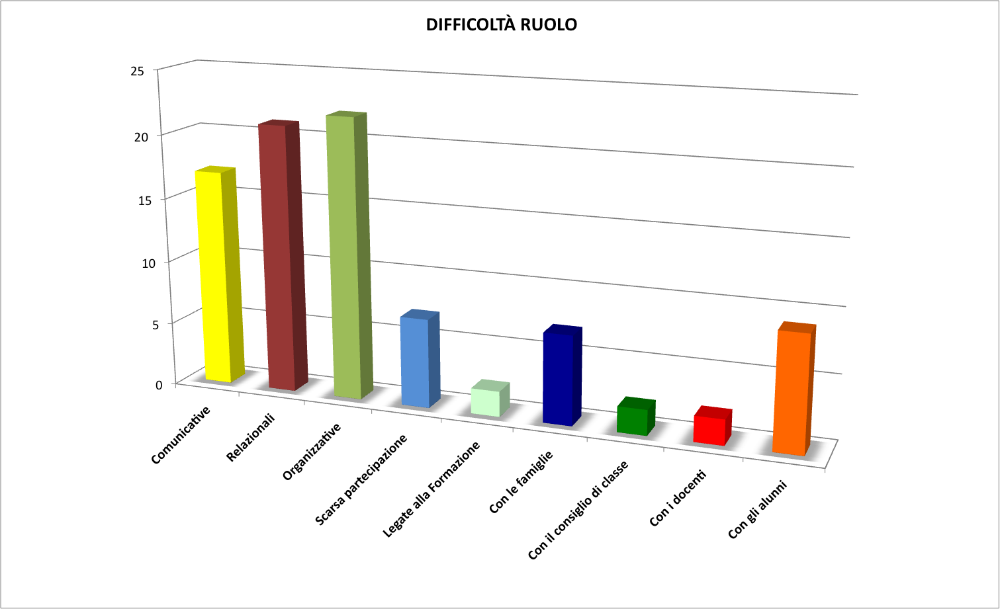 DIFFICOLTÀ RUOLO
25
20
15
10
5
0
Comunicative
Relazionali
Organizzative
Scarsa partecipazione
Legate alla Formazione
Con le famiglie
Con il consiglio di classe
Con i docenti
Con gli alunni